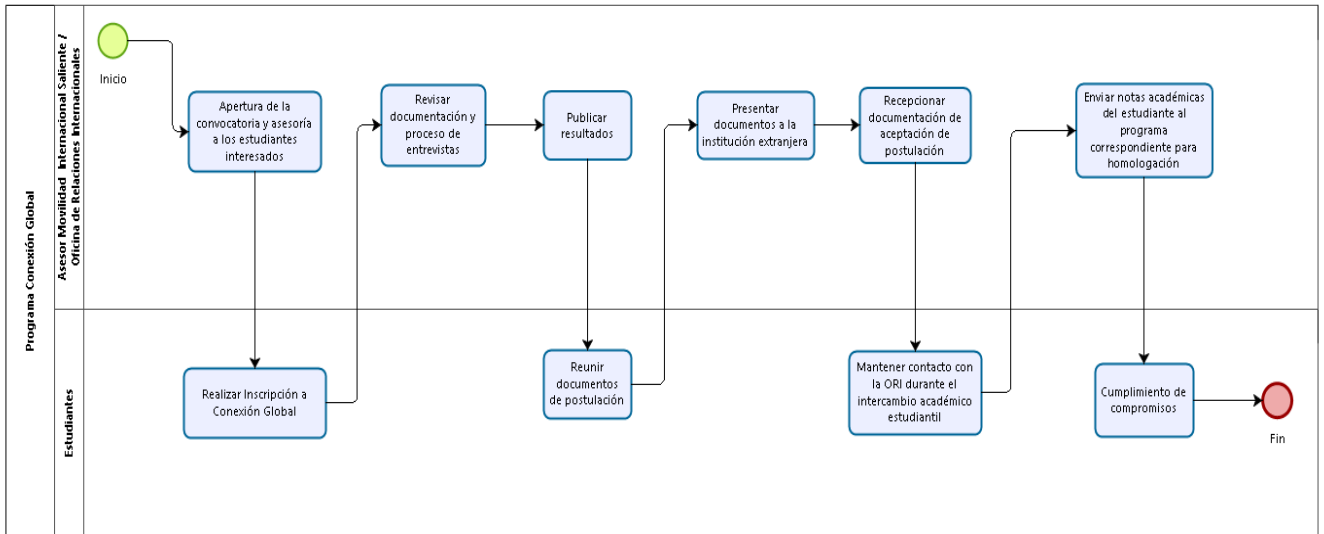 Programa Conexión Global
Asesor Movilidad Internacional Saliente /
Oficina de Relaciones Internacionales
Inicio
Apertura de la
convocatoria y asesoría
a los estudiantes
interesados
Revisar
documentación y
proceso de
entrevistas
Publicar
resultados
Presentar
documentos a la
institución extranjera
Recepcionar
documentación de
aceptación de
postulación
Enviar notas académicas
del estudiante al
programa
correspondiente para
homologación
Estudiantes
Realizar Inscripción a
Conexión Global
Reunir
documentos
de postulación
Mantener contacto con
la ORI durante el
intercambio académico
estudiantil
Cumplimiento de
compromisos
Fin